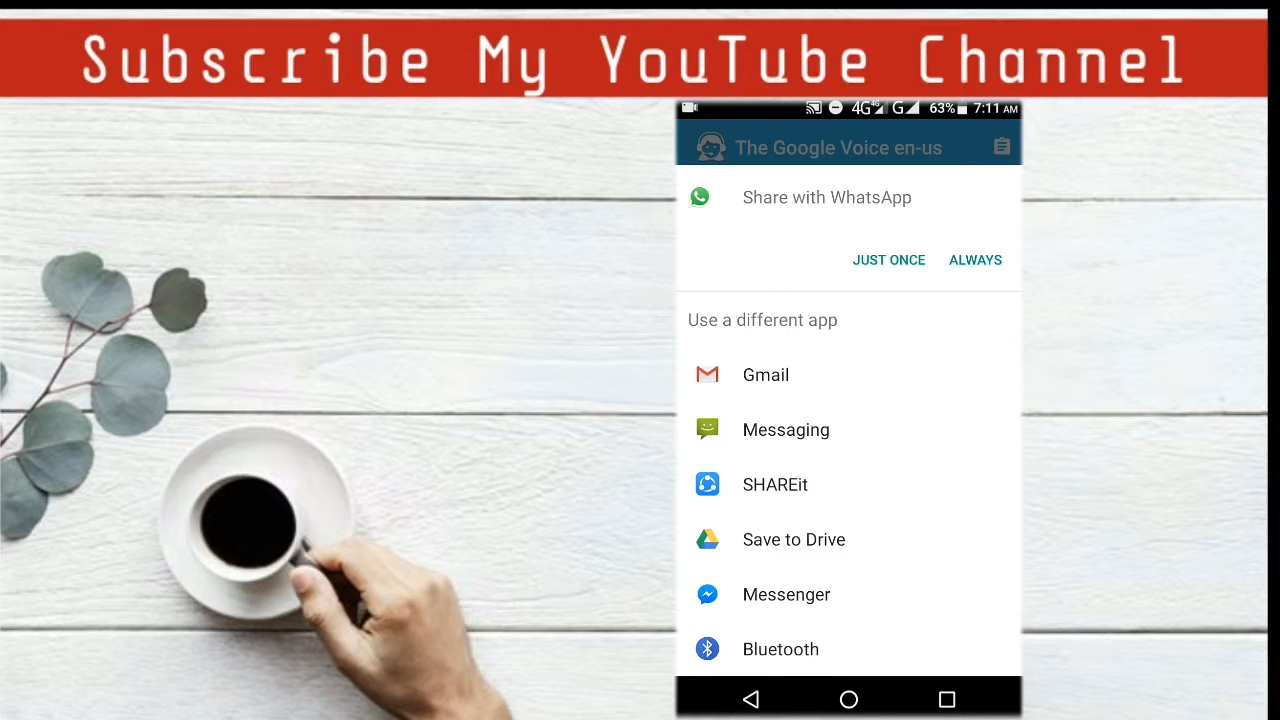 Subscribe My YouTube Channel
4G 4G G 63% 7:11 AM
The Google Voice en-us
Share with WhatsApp
JUST ONCE ALWAYS
Use a different app
Gmail
Messaging
SHAREit
Save to Drive
Messenger
Bluetooth